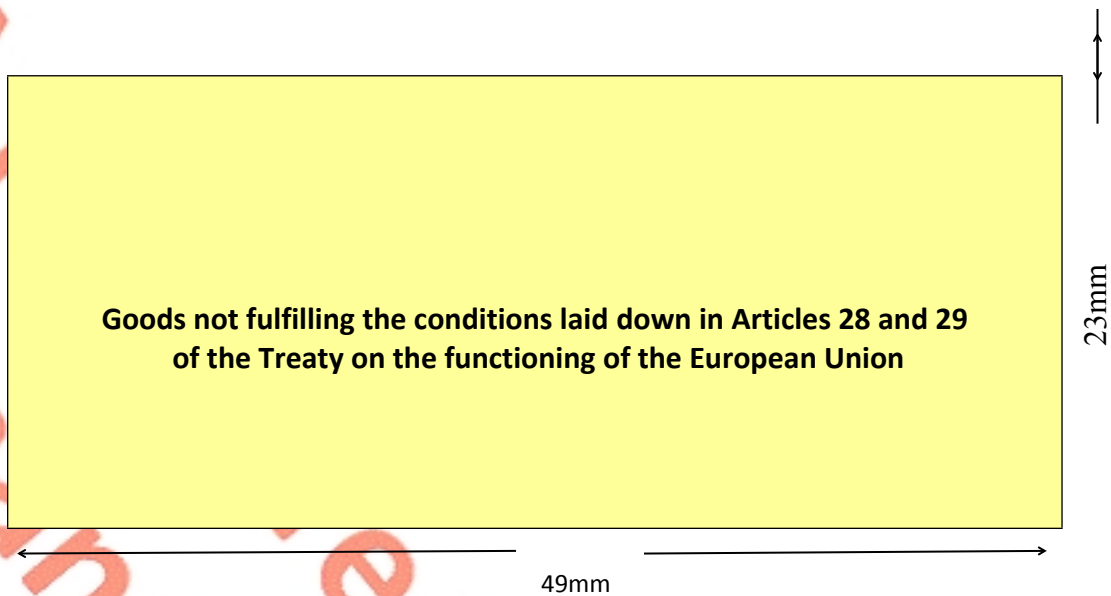 Goods not fulfilling the conditions laid down in Articles 28 and 29
of the Treaty on the functioning of the European Union
23mm
49mm